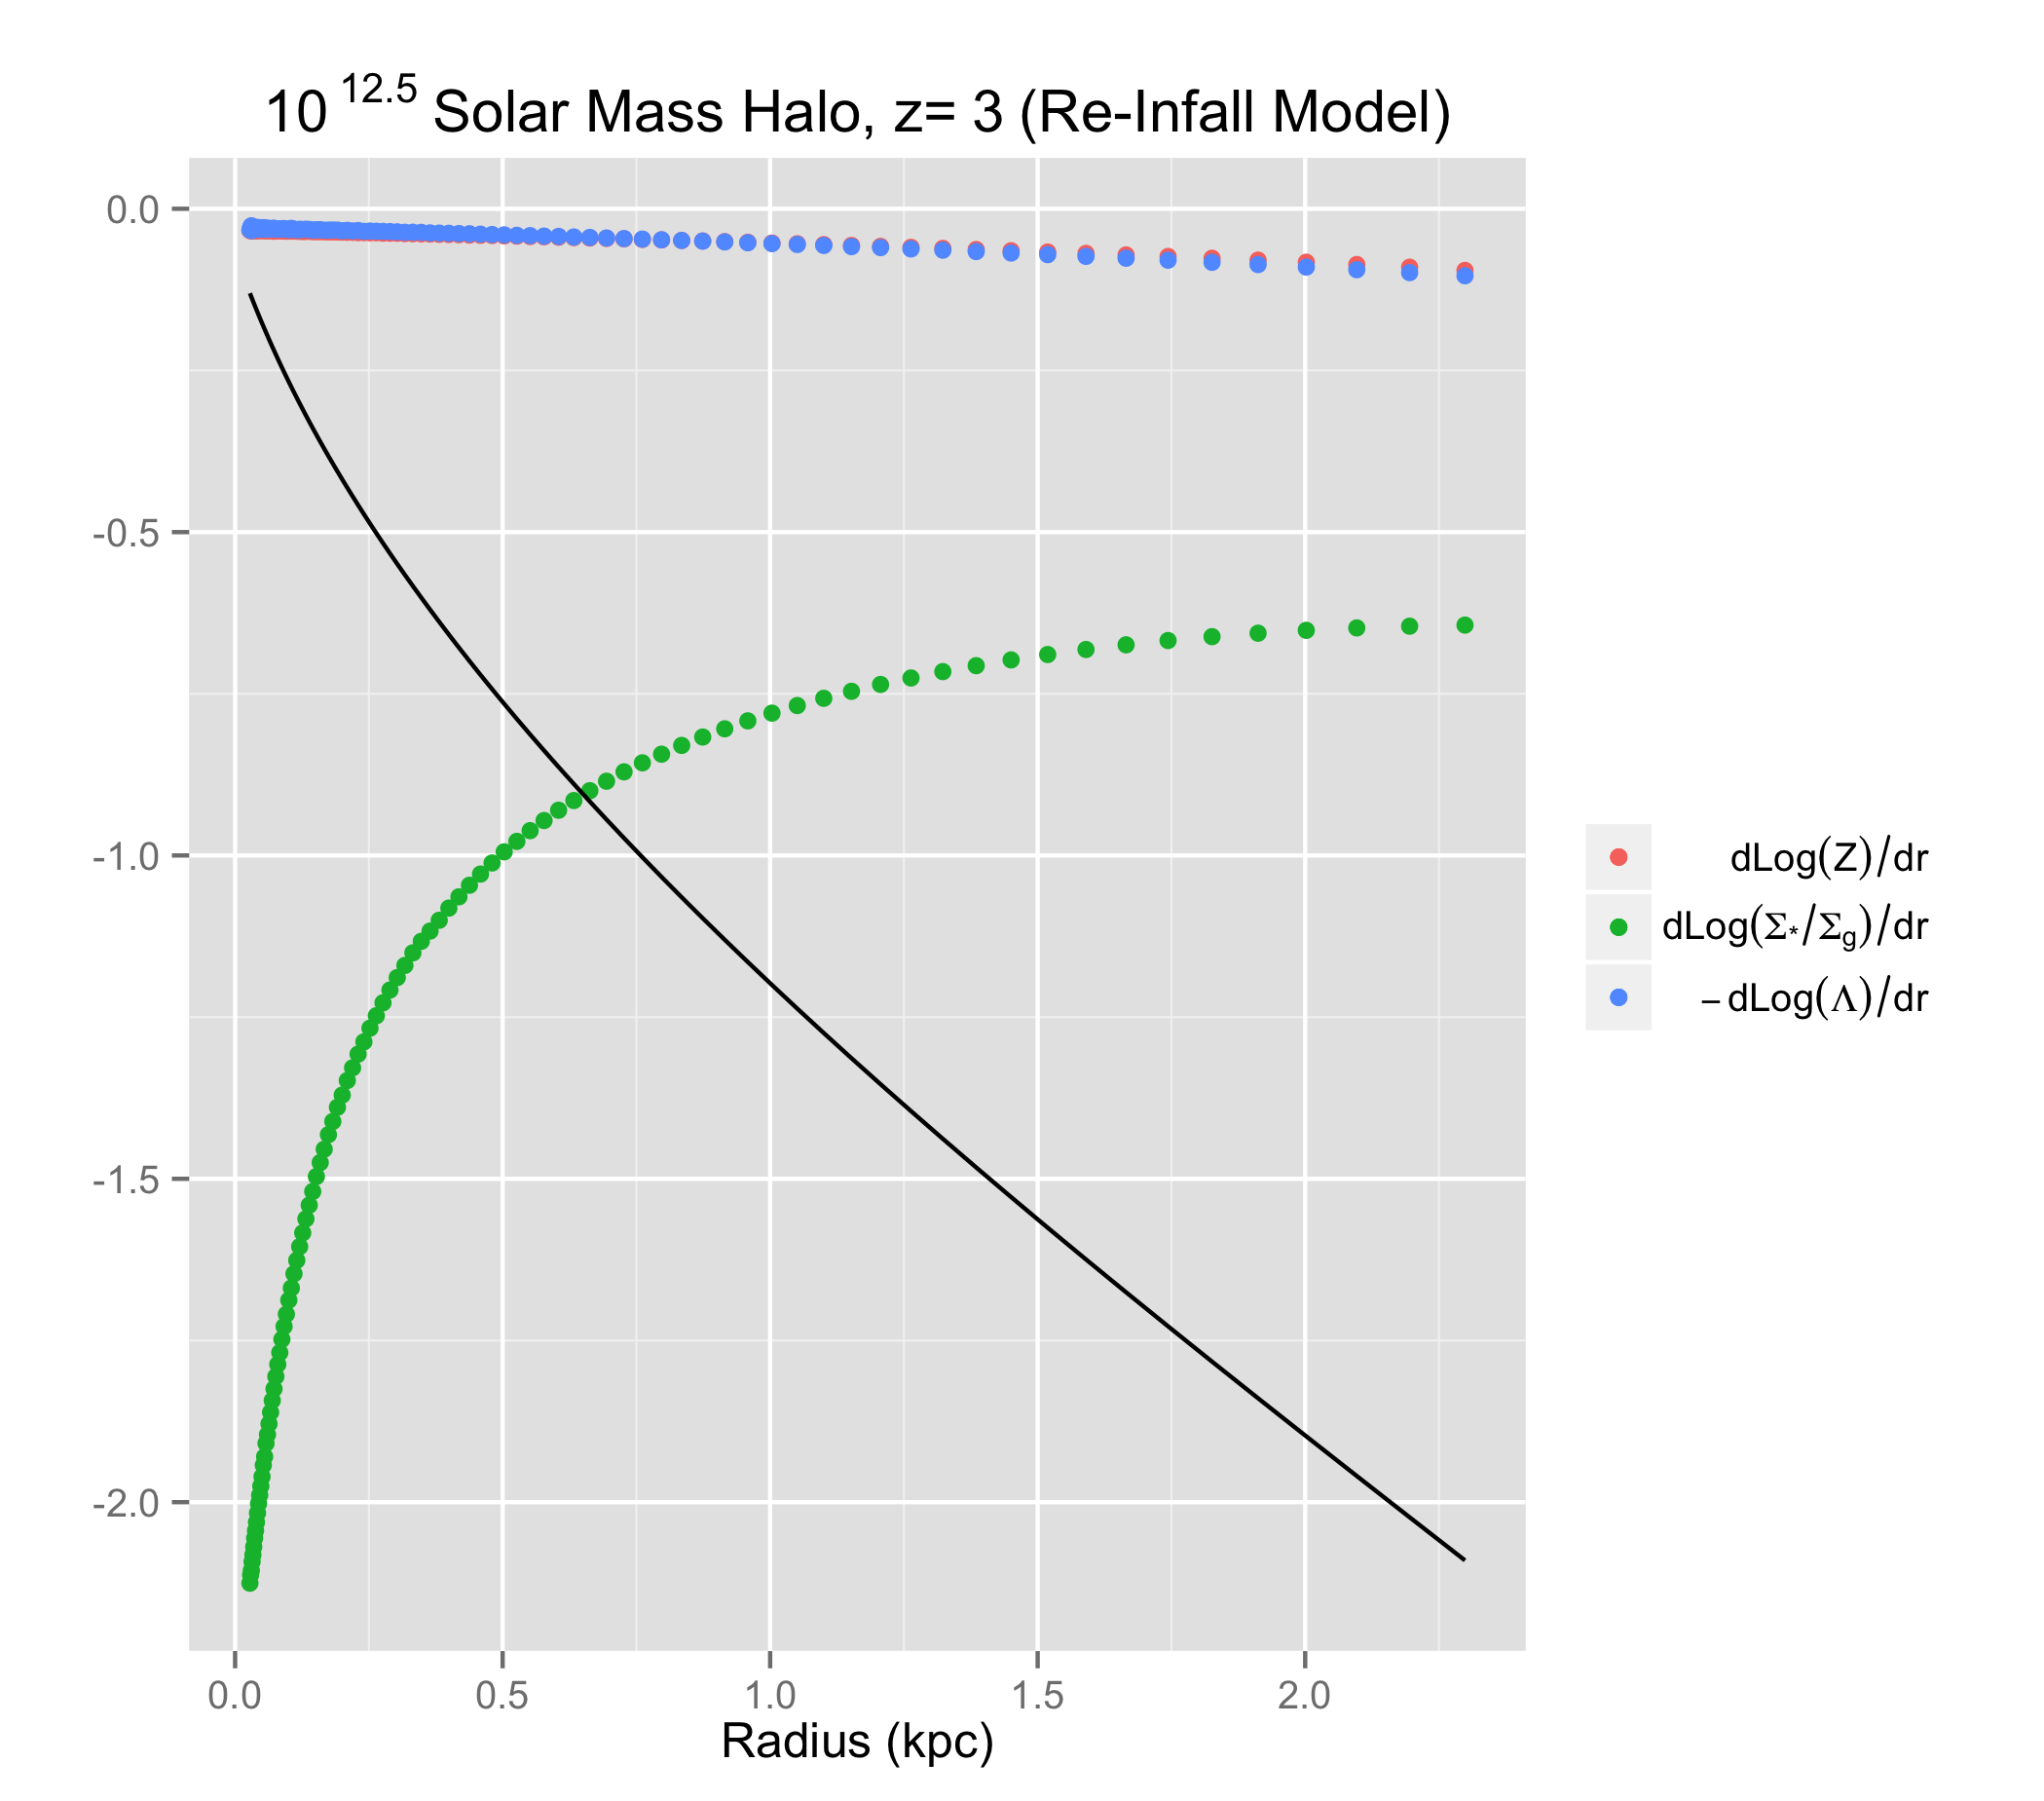 10^12.5 Solar Mass Halo, z= 3 (Re-Infall Model)
0.0
-0.5
-1.0
-1.5
-2.0
0.0 0.5 1.0 1.5 2.0
Radius (kpc)
dLog(Z)/dr
dLog(Σ*/Σg)/dr
−dLog(Λ)/dr